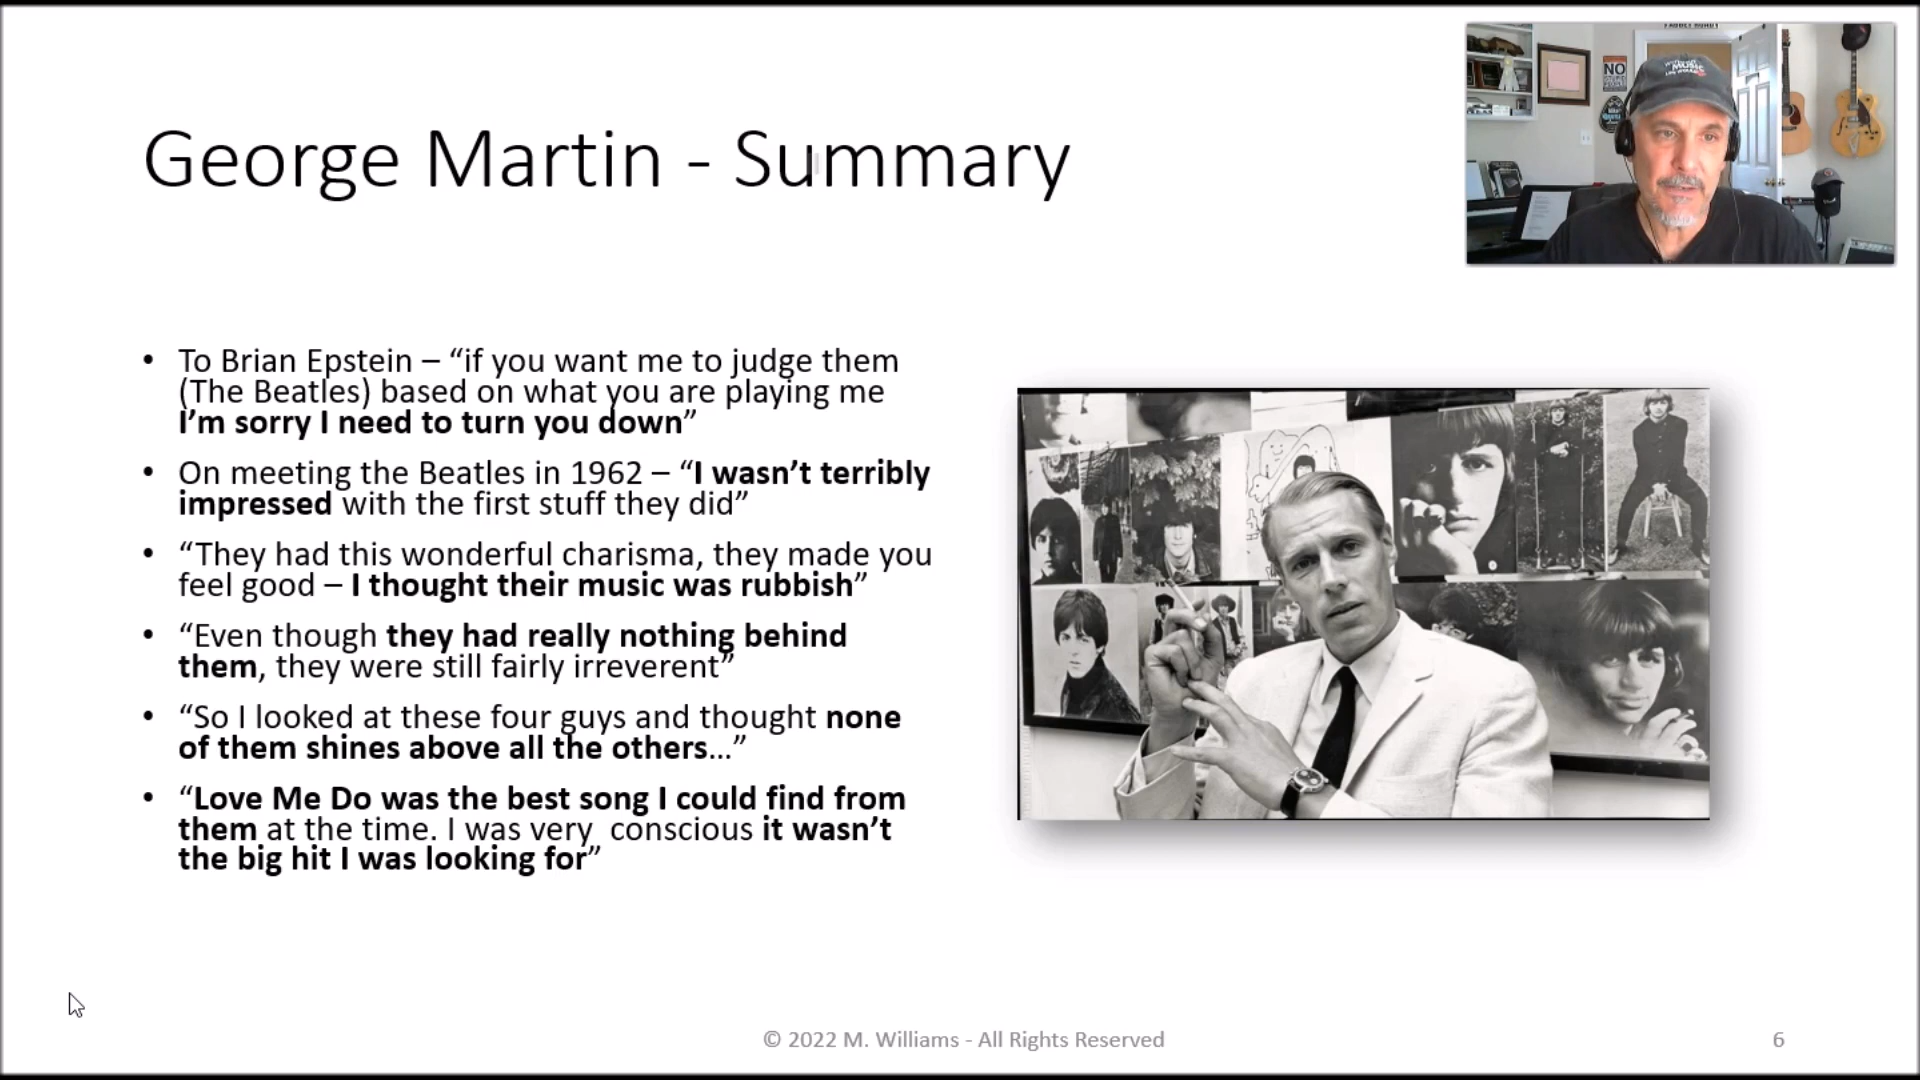 George Martin - Summary
NO
MUSIC
• To Brian Epstein – “if you want me to judge them
(The Beatles) based on what you are playing me
I’m sorry I need to turn you down”
• On meeting the Beatles in 1962 – “I wasn’t terribly
impressed with the first stuff they did”
• “They had this wonderful charisma, they made you
feel good – I thought their music was rubbish”
• “Even though they had really nothing behind
them, they were still fairly irreverent”
• “So I looked at these four guys and thought none
of them shines above all the others…”
• “Love Me Do was the best song I could find from
them at the time. I was very  conscious it wasn’t
the big hit I was looking for”
© 2022 M. Williams - All Rights Reserved
6